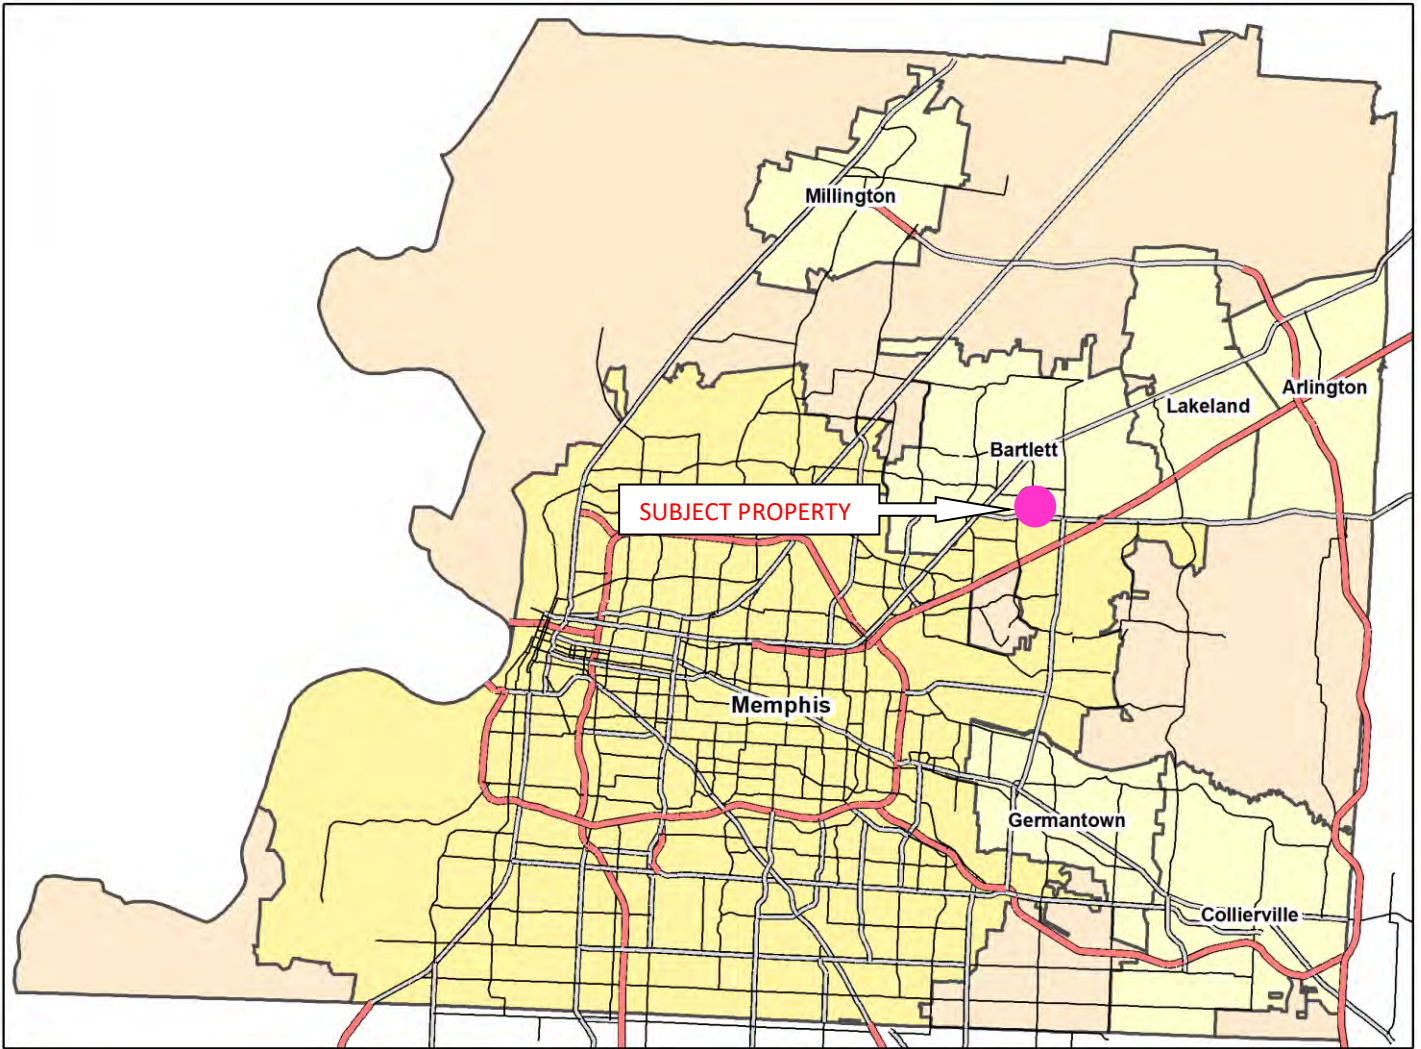 Millington
Arlington
Lakeland
Bartlett
SUBJECT PROPERTY
Memphis
Germantown
Collierville